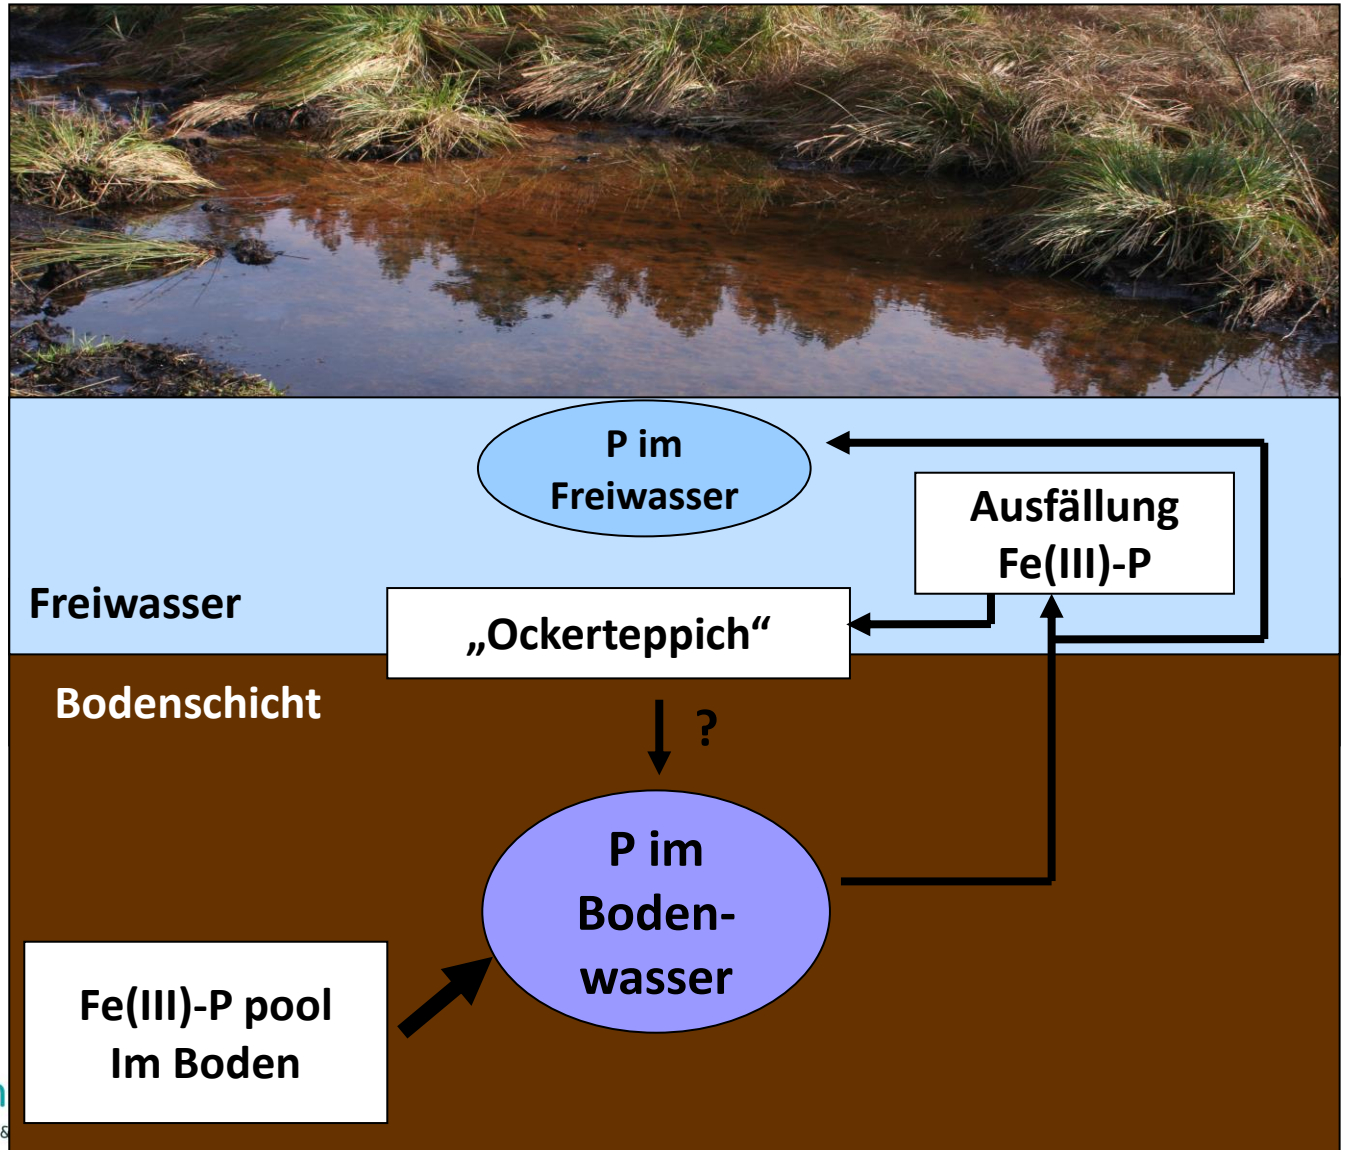 P im
Freiwasser
Ausfällung
Fe(III)-P
Freiwasser
„Ockerteppich“
Bodenschicht
?
P im
Boden-
wasser
Fe(III)-P pool
Im Boden
&